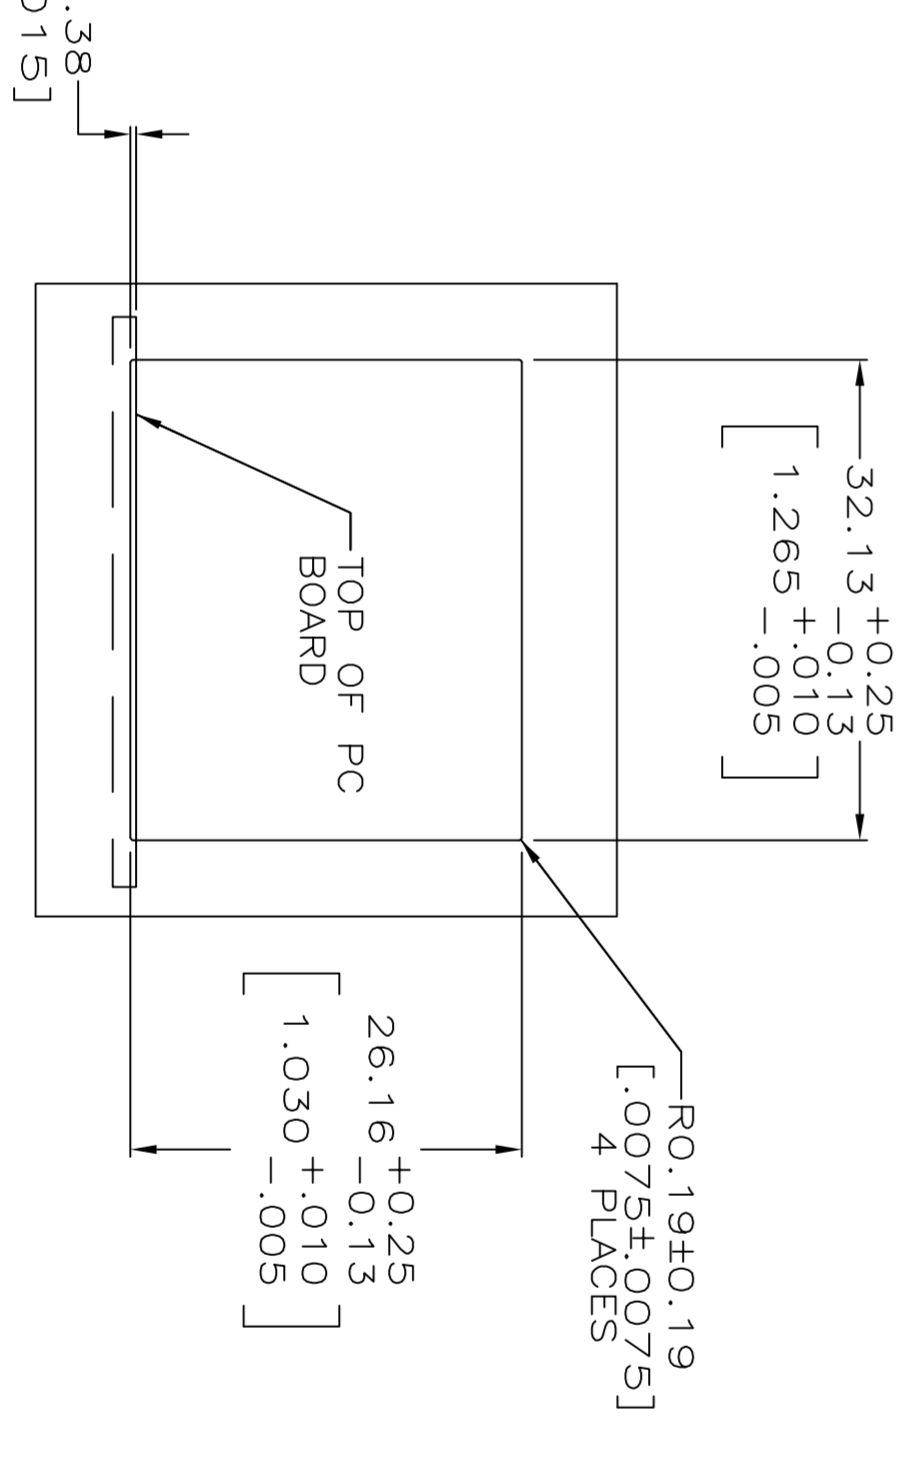 .38
015]
32.13 +0.25
-0.13
[1.265 +.010
-.005]
TOP OF PC
BOARD
R0.19±0.19
[.0075±.0075]
4 PLACES
26.16 +0.25
-0.13
[1.030 +.010
-.005]